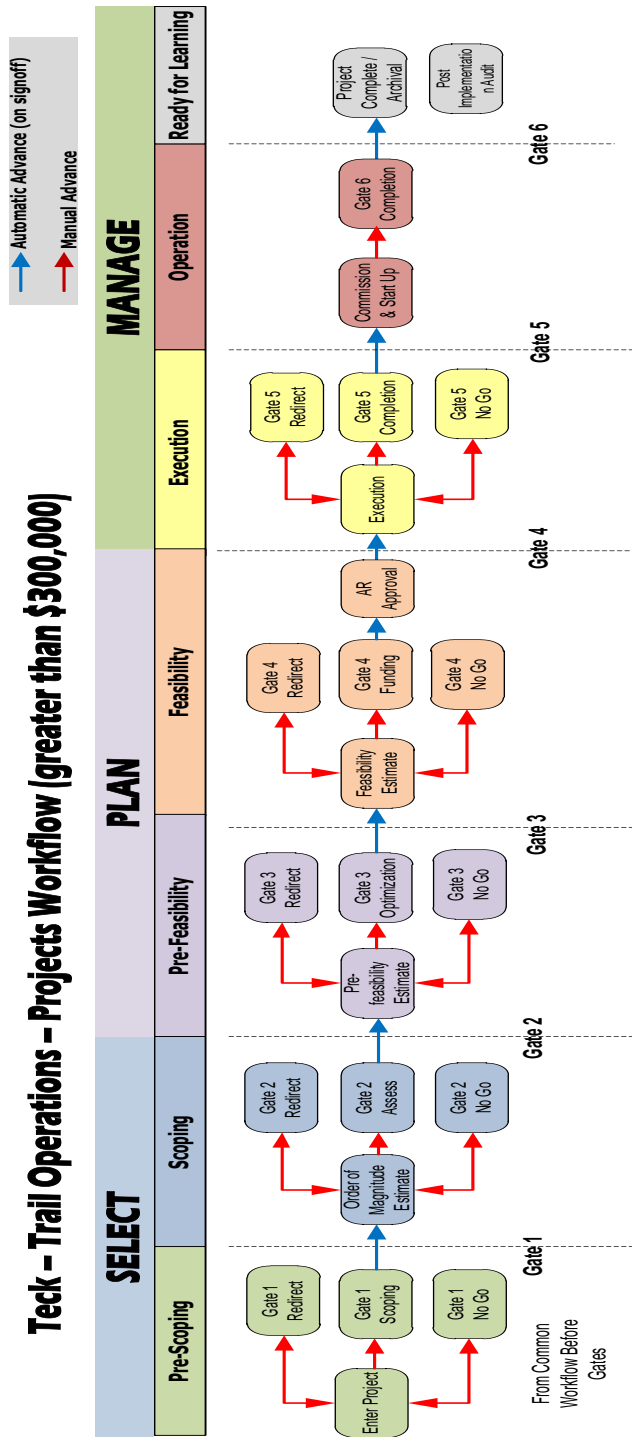 Teck – Trail Operations – Projects Workflow (greater than $300,000)
Automatic Advance (on signoff)
Manual Advance
SELECT
PLAN
MANAGE
Pre-Scoping
Scoping
Pre-Feasibility
Feasibility
Execution
Operation
Ready for Learning
Enter Project
Gate 1
Redirect
Gate 1
Scoping
Gate 1
No Go
Order of
Magnitude
Estimate
Gate 2
Redirect
Gate 2
Assess
Gate 2
No Go
Pre-
feasibility
Estimate
Gate 3
Redirect
Gate 3
Optimization
Gate 3
No Go
Feasibility
Estimate
Gate 4
Redirect
Gate 4
Funding
Gate 4
No Go
AR
Approval
Execution
Gate 5
Redirect
Gate 5
Completion
Gate 5
No Go
Commission
& Start Up
Gate 6
Completion
Project
Complete /
Archival
Post
Implementatio
n Audit
From Common
Workflow Before
Gates
Gate 1
Gate 2
Gate 3
Gate 4
Gate 5
Gate 6